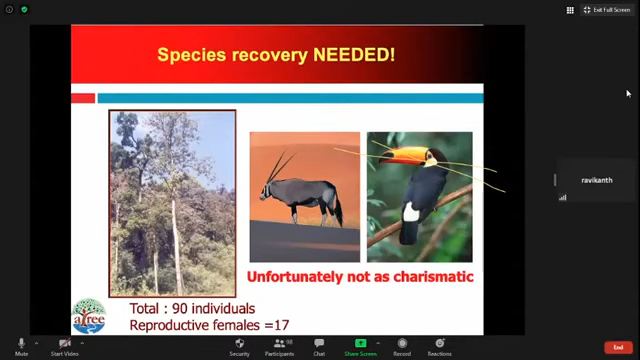 Exit Full Screen
Species recovery NEEDED!
ravikanth
Unfortunately not as charismatic
atree
Total : 90 individuals
Reproductive females =17
Mute
Start Video
Security
Participants
Chat
Share Screen
Record
Reactions
End